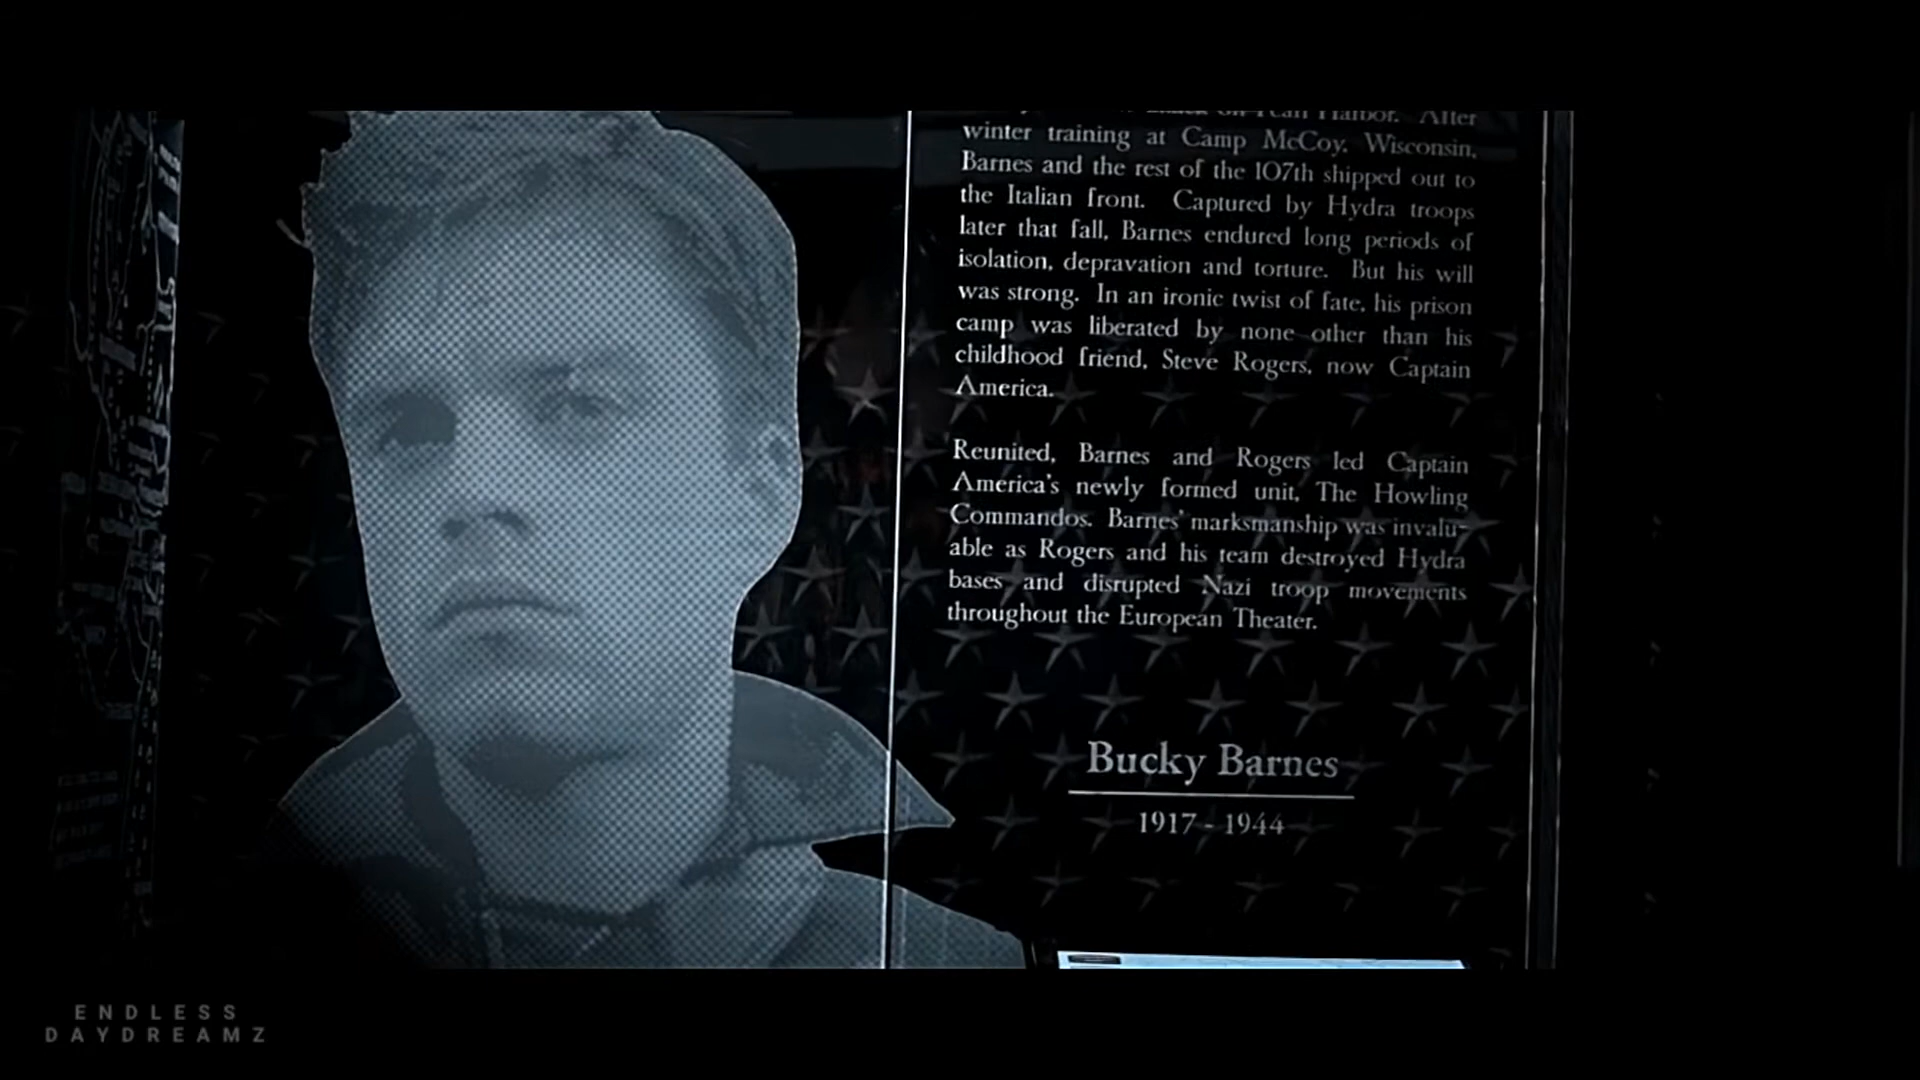 Harbor. After
winter training at Camp McCoy, Wisconsin,
Barnes and the rest of the 107th shipped out to
the Italian front. Captured by Hydra troops
later that fall, Barnes endured long periods of
isolation, depravation and torture. But his will
was strong. In an ironic twist of fate, his prison
camp was liberated by none other than his
childhood friend, Steve Rogers, now Captain
America.
Reunited, Barnes and Rogers led Captain
America's newly formed unit, The Howling
Commandos. Barnes' marksmanship was invalu-
able as Rogers and his team destroyed Hydra
bases and disrupted Nazi troop movements
throughout the European Theater.
Bucky Barnes
1917 - 1944
ENDLESS
DAYDREAMZ